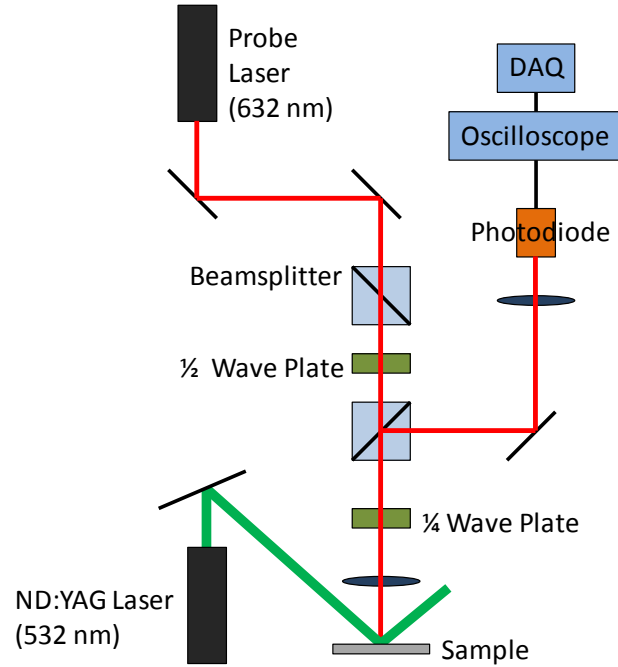 Probe
Laser
(632 nm)
DAQ
Oscilloscope
Photodiode
Beamsplitter
½ Wave Plate
¼ Wave Plate
ND:YAG Laser
(532 nm)
Sample